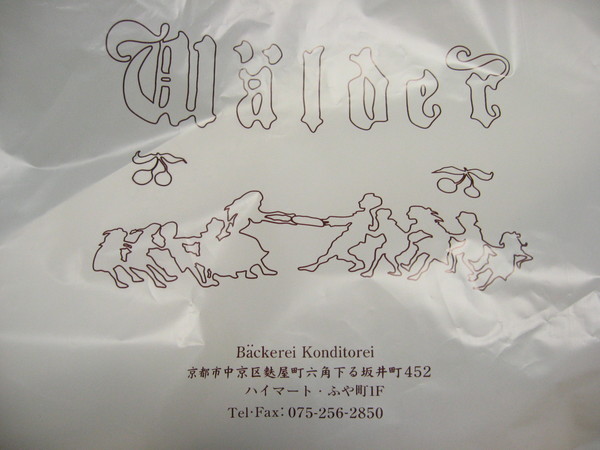 Wälder
Bäckerei Konditorei
京都市中京区麩屋町六角下る坂井町452
ハイマート・ふや町1F
Tel·Fax: 075-256-2850